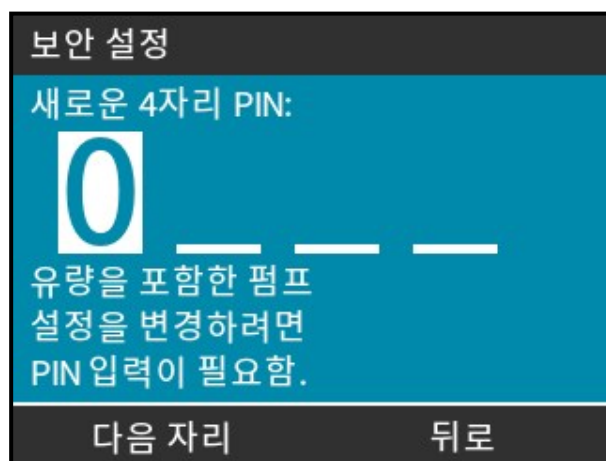 보안 설정
새로운 4자리 PIN:
0 _ _ _
유량을 포함한 펌프
설정을 변경하려면
PIN 입력이 필요함.
다음 자리 뒤로